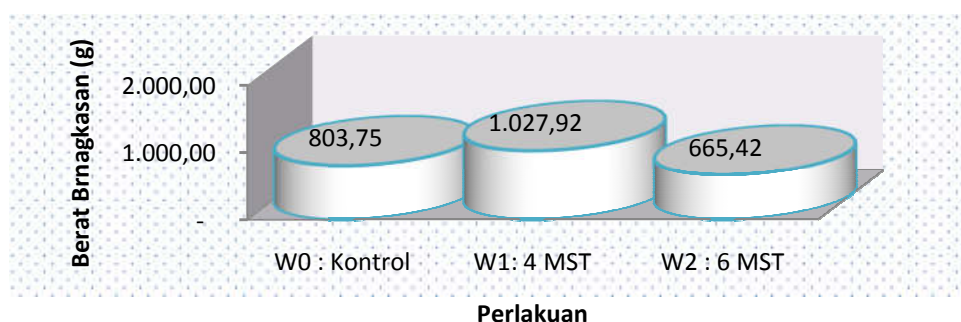 Berat Brnagkasan (g)
2.000,00
1.000,00
-
803,75
1.027,92
665,42
W0 : Kontrol
W1: 4 MST
W2 : 6 MST
Perlakuan